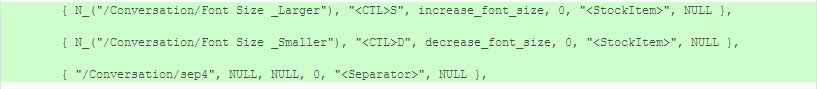 { N_("/Conversation/Font Size _Larger"), "<CTL>S", increase_font_size, 0, "<StockItem>", NULL },
{ N_("/Conversation/Font Size _Smaller"), "<CTL>D", decrease_font_size, 0, "<StockItem>", NULL },
{ "/Conversation/sep4", NULL, NULL, 0, "<Separator>", NULL },